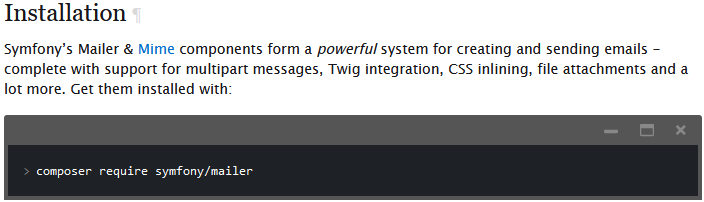 Installation ¶
Symfony's Mailer & Mime components form a powerful system for creating and sending emails –
complete with support for multipart messages, Twig integration, CSS inlining, file attachments and a
lot more. Get them installed with:
> composer require symfony/mailer